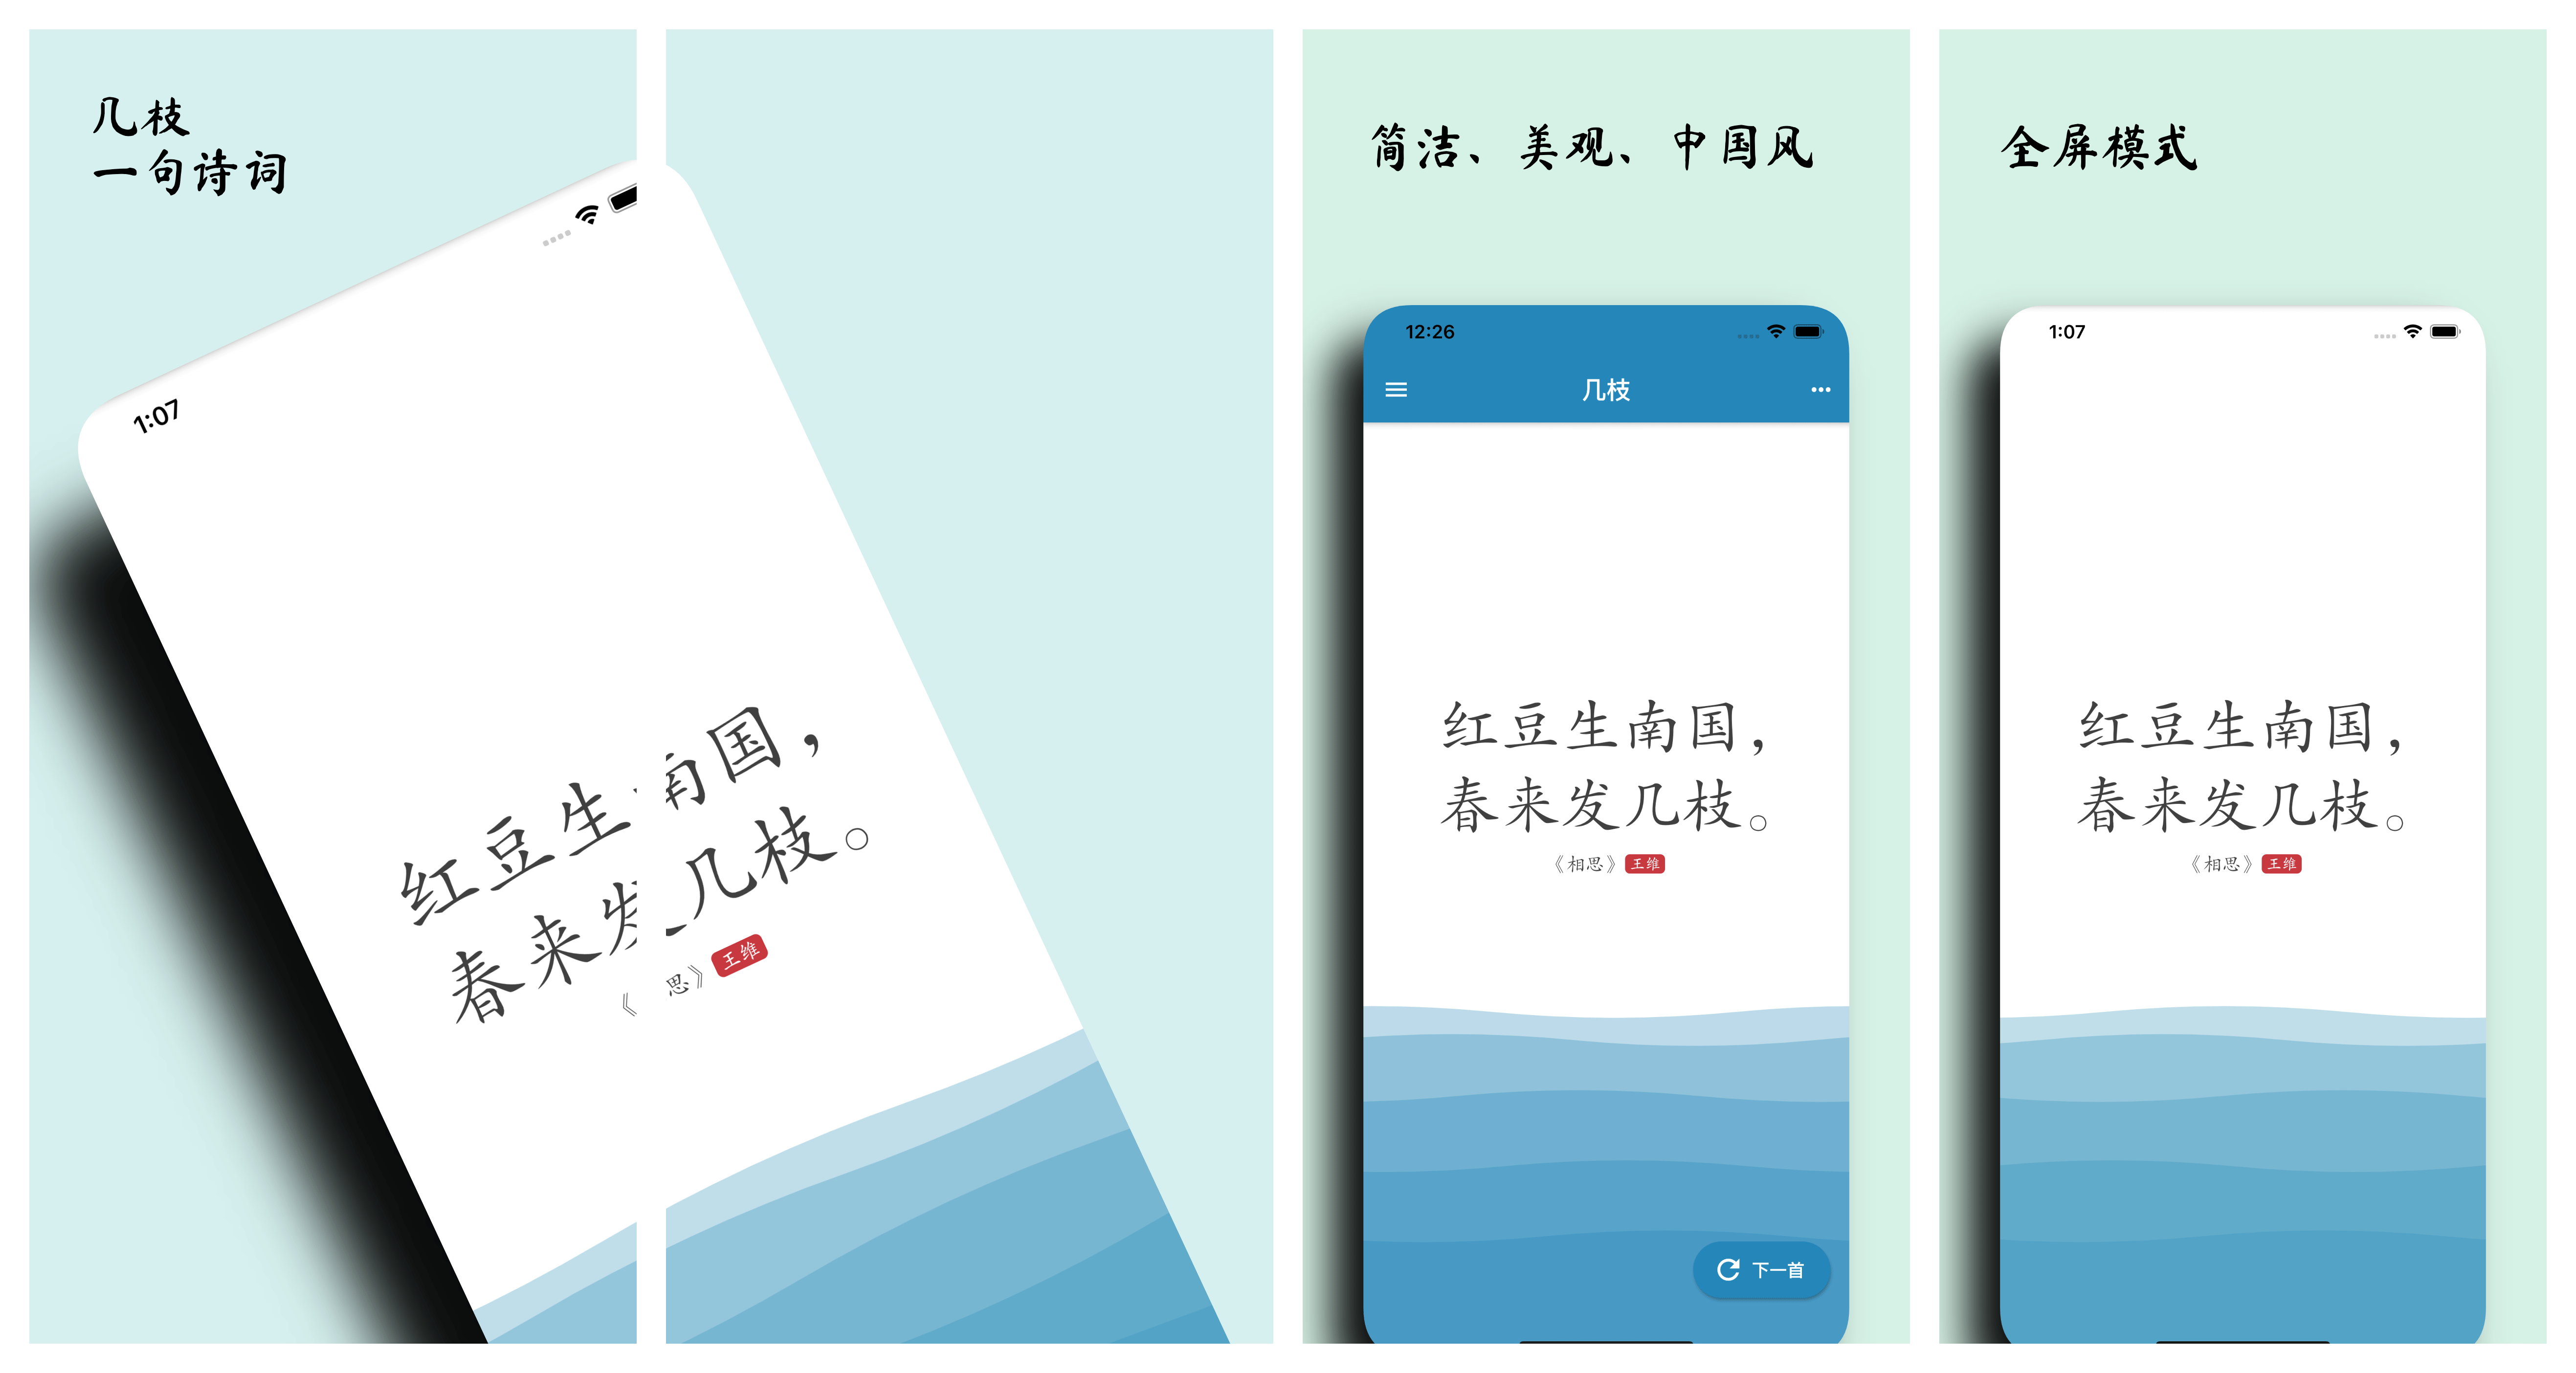 几枝
一句诗词
1:07
红豆生南国，
春来发几枝。
《相思》王维
简洁、美观、中国风
12:26
几枝
红豆生南国，
春来发几枝。
《相思》王维
下一首
全屏模式
1:07
红豆生南国，
春来发几枝。
《相思》王维